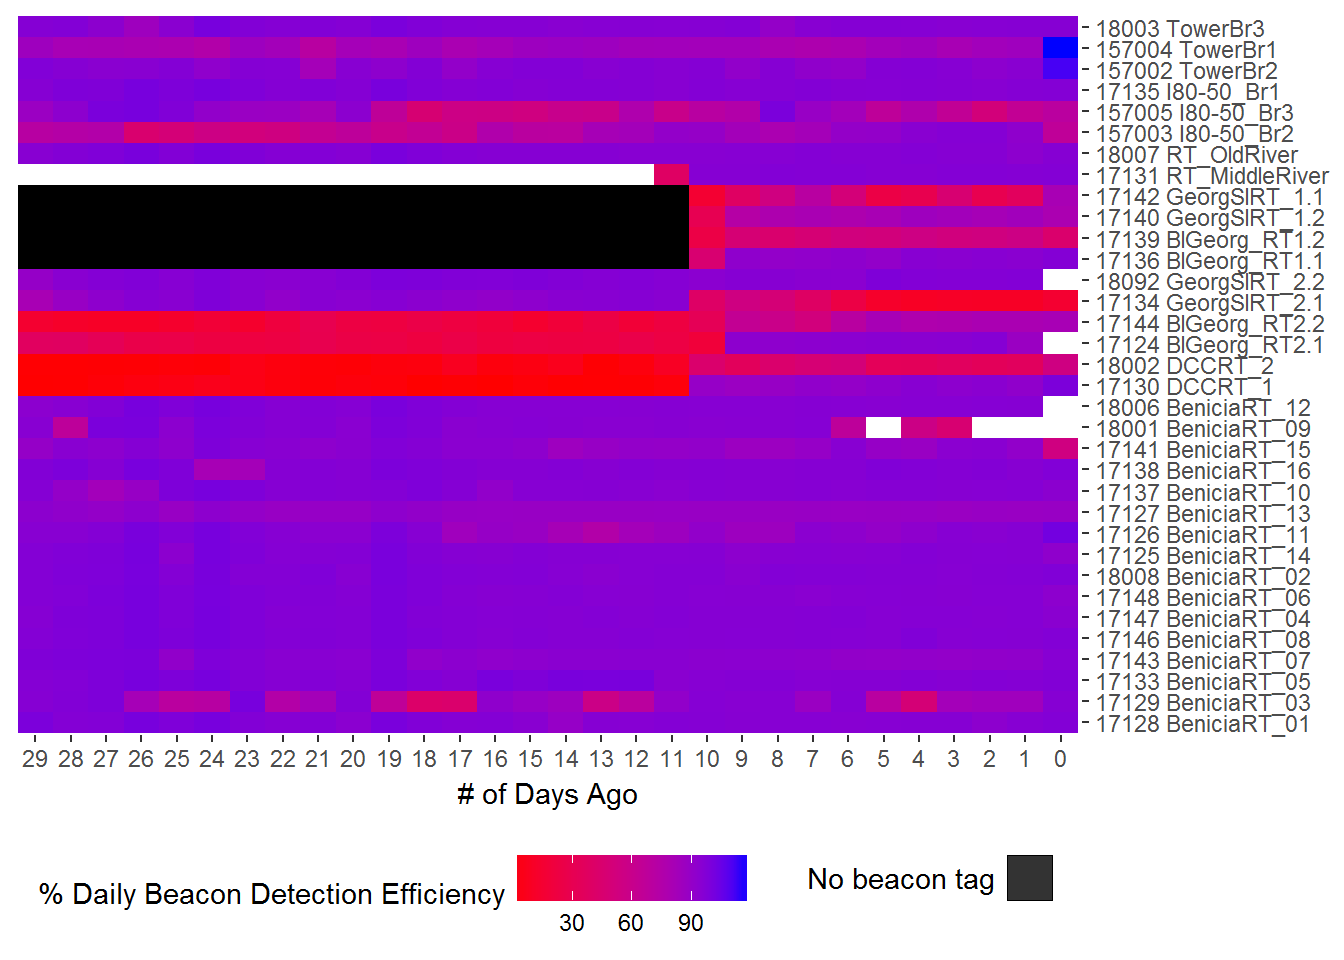 18003 TowerBr3
157004 TowerBr1
157002 TowerBr2
17135 I80-50_Br1
157005 I80-50_Br3
157003 I80-50_Br2
18007 RT_OldRiver
17131 RT_MiddleRiver
17142 GeorgSlRT_1.1
17140 GeorgSlRT_1.2
17139 BlGeorg_RT1.2
17136 BlGeorg_RT1.1
18092 GeorgSlRT_2.2
17134 GeorgSlRT_2.1
17144 BlGeorg_RT2.2
17124 BlGeorg_RT2.1
18002 DCCRT_2
17130 DCCRT_1
18006 BeniciaRT_12
18001 BeniciaRT_09
17141 BeniciaRT_15
17138 BeniciaRT_16
17137 BeniciaRT_10
17127 BeniciaRT_13
17126 BeniciaRT_11
17125 BeniciaRT_14
18008 BeniciaRT_02
17148 BeniciaRT_06
17147 BeniciaRT_04
17146 BeniciaRT_08
17143 BeniciaRT_07
17133 BeniciaRT_05
17129 BeniciaRT_03
17128 BeniciaRT_01
29 28 27 26 25 24 23 22 21 20 19 18 17 16 15 14 13 12 11 10 9 8 7 6 5 4 3 2 1 0
# of Days Ago
% Daily Beacon Detection Efficiency
30 60 90
No beacon tag